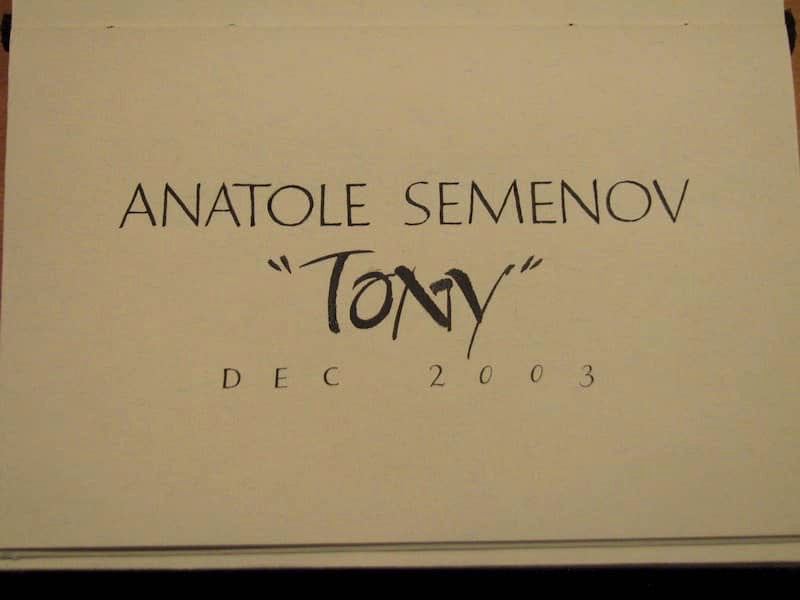 ANATOLE SEMENOV
"TONY"
DEC 2003